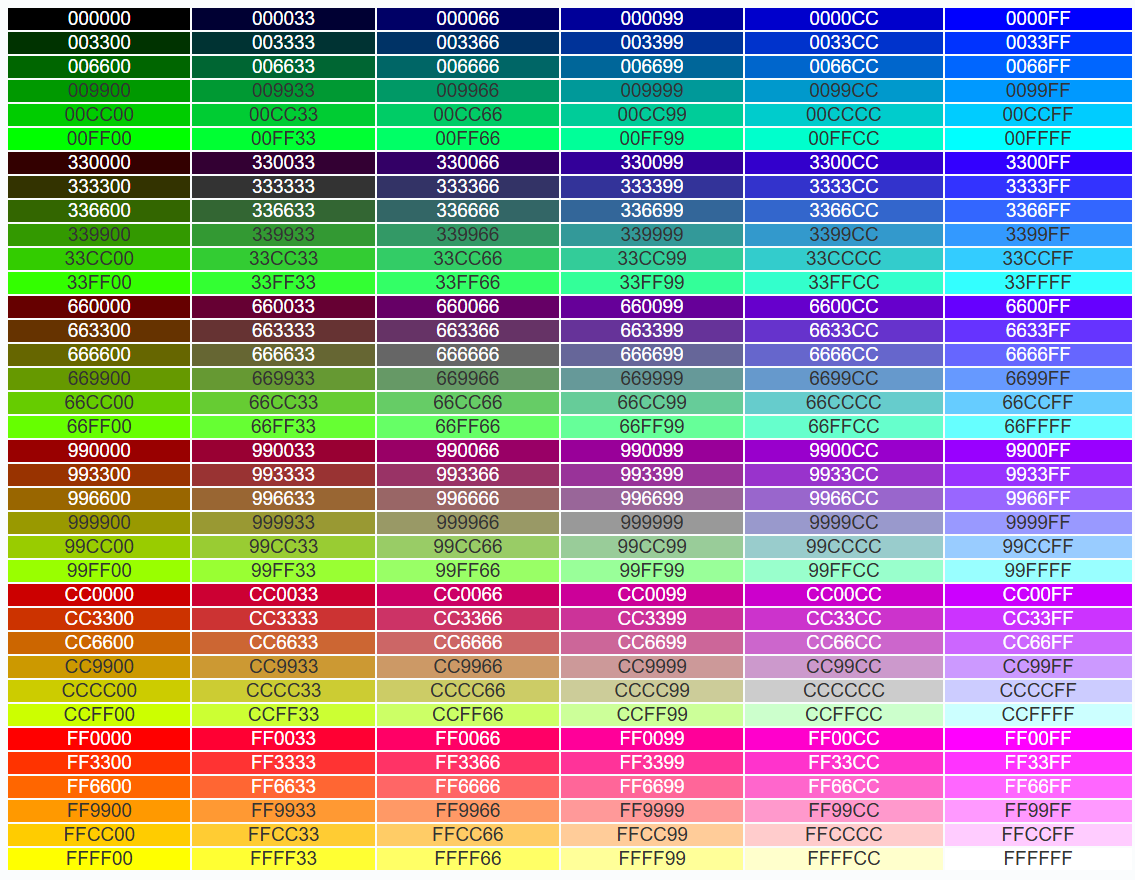 000000 000033 000066 000099 0000CC 0000FF
003300 003333 003366 003399 0033CC 0033FF
006600 006633 006666 006699 0066CC 0066FF
009900 009933 009966 009999 0099CC 0099FF
00CC00 00CC33 00CC66 00CC99 00CCCC 00CCFF
00FF00 00FF33 00FF66 00FF99 00FFCC 00FFFF
330000 330033 330066 330099 3300CC 3300FF
333300 333333 333366 333399 3333CC 3333FF
336600 336633 336666 336699 3366CC 3366FF
339900 339933 339966 339999 3399CC 3399FF
33CC00 33CC33 33CC66 33CC99 33CCCC 33CCFF
33FF00 33FF33 33FF66 33FF99 33FFCC 33FFFF
660000 660033 660066 660099 6600CC 6600FF
663300 663333 663366 663399 6633CC 6633FF
666600 666633 666666 666699 6666CC 6666FF
669900 669933 669966 669999 6699CC 6699FF
66CC00 66CC33 66CC66 66CC99 66CCCC 66CCFF
66FF00 66FF33 66FF66 66FF99 66FFCC 66FFFF
990000 990033 990066 990099 9900CC 9900FF
993300 993333 993366 993399 9933CC 9933FF
996600 996633 996666 996699 9966CC 9966FF
999900 999933 999966 999999 9999CC 9999FF
99CC00 99CC33 99CC66 99CC99 99CCCC 99CCFF
99FF00 99FF33 99FF66 99FF99 99FFCC 99FFFF
CC0000 CC0033 CC0066 CC0099 CC00CC CC00FF
CC3300 CC3333 CC3366 CC3399 CC33CC CC33FF
CC6600 CC6633 CC6666 CC6699 CC66CC CC66FF
CC9900 CC9933 CC9966 CC9999 CC99CC CC99FF
CCCC00 CCCC33 CCCC66 CCCC99 CCCCCC CCCCFF
CCFF00 CCFF33 CCFF66 CCFF99 CCFFCC CCFFFF
FF0000 FF0033 FF0066 FF0099 FF00CC FF00FF
FF3300 FF3333 FF3366 FF3399 FF33CC FF33FF
FF6600 FF6633 FF6666 FF6699 FF66CC FF66FF
FF9900 FF9933 FF9966 FF9999 FF99CC FF99FF
FFCC00 FFCC33 FFCC66 FFCC99 FFCCCC FFCCFF
FFFF00 FFFF33 FFFF66 FFFF99 FFFFCC FFFFFF